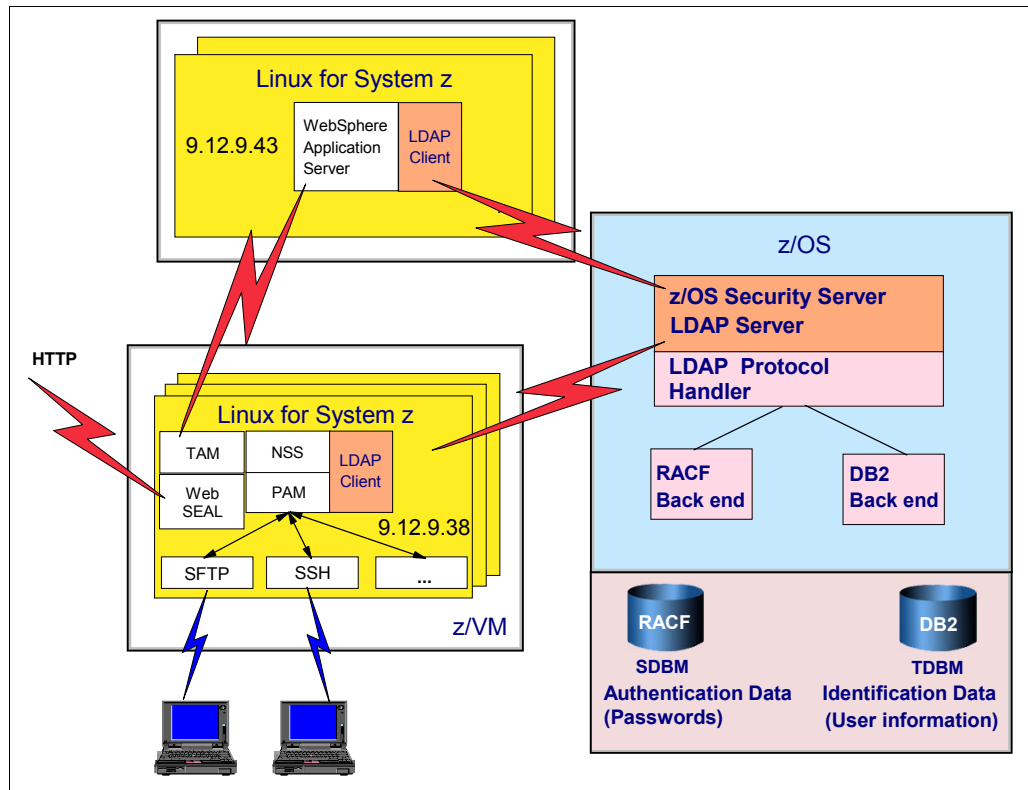 Linux for System z
9.12.9.43
WebSphere
Application
Server
LDAP
Client
z/OS
z/OS Security Server
LDAP Server
LDAP Protocol
Handler
RACF
Back end
DB2
Back end
HTTP
Linux for System z
TAM
NSS
LDAP
Client
Web
SEAL
PAM
9.12.9.38
SFTP
SSH
...
z/VM
RACF
SDBM
Authentication Data
(Passwords)
DB2
TDBM
Identification Data
(User information)